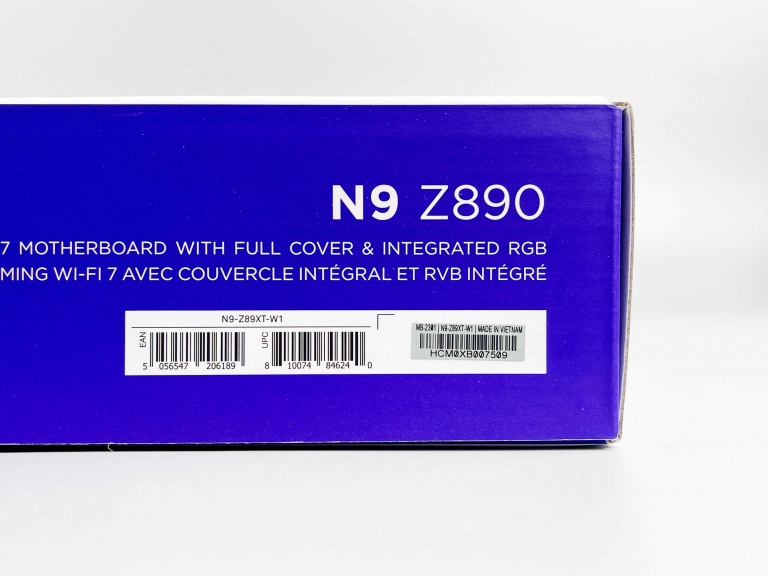 N9 Z890
7 MOTHERBOARD WITH FULL COVER & INTEGRATED RGB
MING WI-FI 7 AVEC COUVERCLE INTÉGRAL ET RVB INTÉGRÉ
N9-Z89XT-W1
EAN
5 056547 206189
UPC
8 10074 84624 0
MB-2301 | N9-Z89XT-W1 | MADE IN VIETNAM
HCM0XB007509